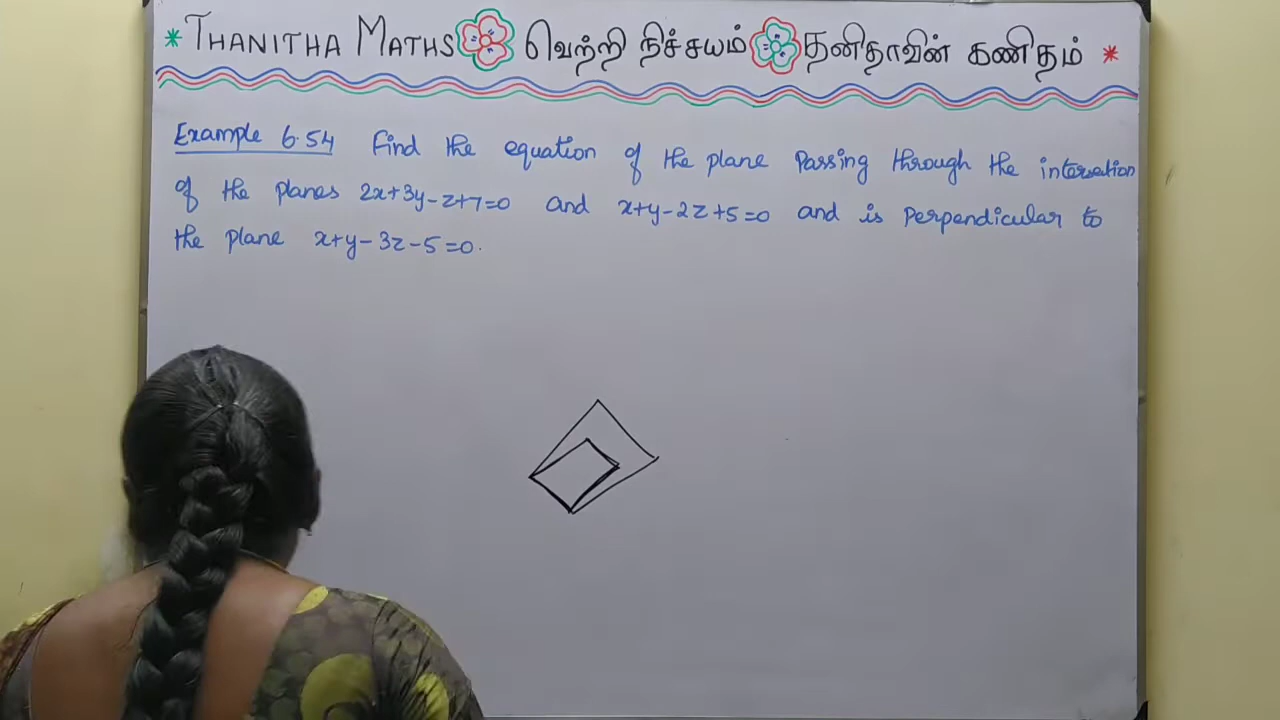 * THANITHA MATHS வெற்றி நிச்சயம் தனிதாவின் கணிதம் *
Example 6.54 Find the equation of the plane passing through the intersetion
of the planes 2x+3y-z+7=0 and x+y-2z+5=0 and is perpendicular to
the plane x+y-3z-5=0.